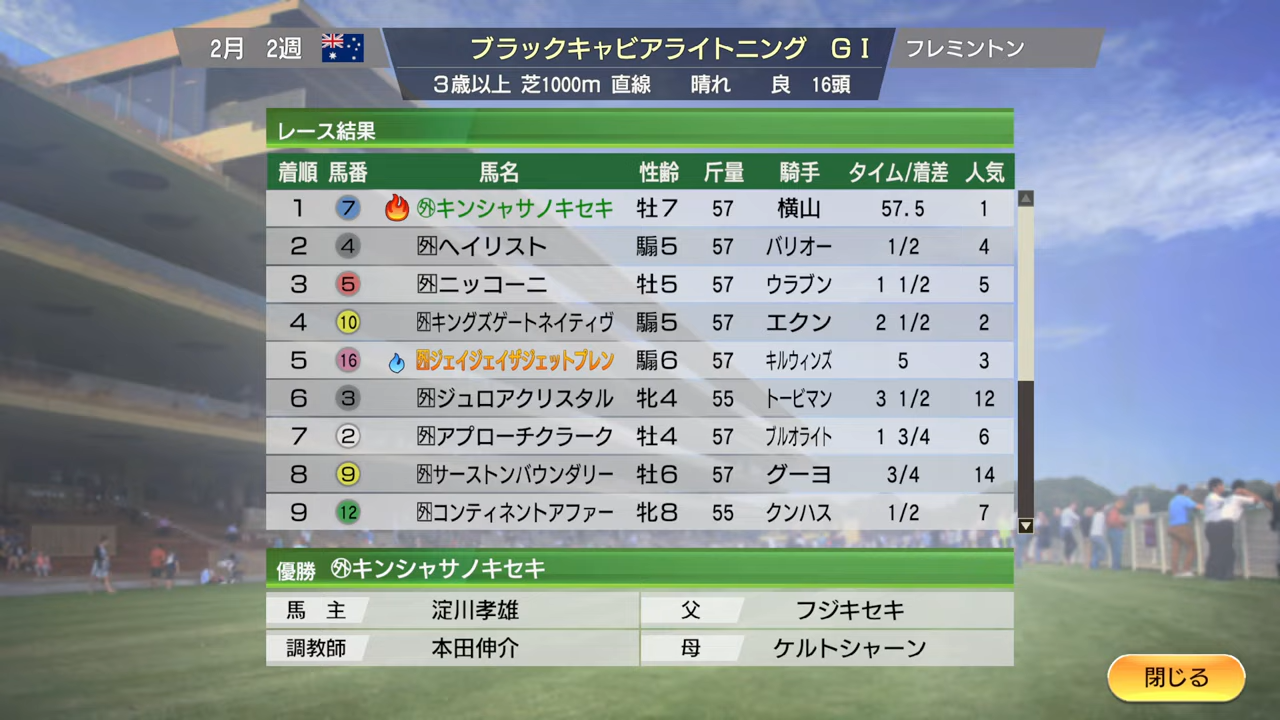 2月 2週 ブラックキャビアライトニング GⅠ フレミントン
3歳以上 芝1000m 直線 晴れ 良 16頭
レース結果
着順 馬番 馬名 性齢 斤量 騎手 タイム/着差 人気
1 7 外キンシャサノキセキ 牡7 57 横山 57.5 1
2 4 外ヘイリスト 騸5 57 バリオー 1/2 4
3 5 外ニッコーニ 牡5 57 ウラブン 1 1/2 5
4 10 外キングズゲートネイティヴ 騸5 57 エクン 2 1/2 2
5 16 外ジェイジェイザジェットプレン 騸6 57 キルウィンズ 5 3
6 3 外ジュロアクリスタル 牝4 55 トービマン 3 1/2 12
7 2 外アプローチクラーク 牡4 57 ブルオライト 1 3/4 6
8 9 外サーストンバウンダリー 牡6 57 グーヨ 3/4 14
9 12 外コンティネントアファー 牝8 55 クンハス 1/2 7
優勝 外キンシャサノキセキ
馬主 淀川孝雄 父 フジキセキ
調教師 本田伸介 母 ケルトシャーン
閉じる